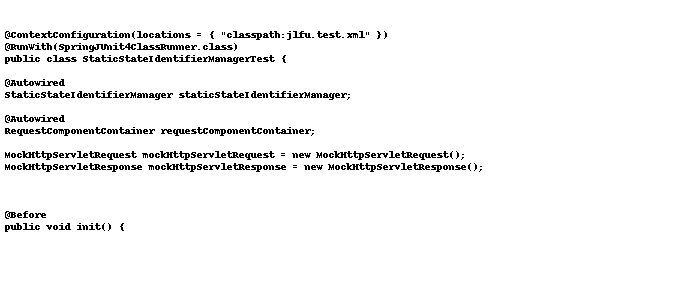 @ContextConfiguration(locations = { "classpath:jlfu.test.xml" })
@RunWith(SpringJUnit4ClassRunner.class)
public class StaticStateIdentifierManagerTest {
@Autowired
StaticStateIdentifierManager staticStateIdentifierManager;
@Autowired
RequestComponentContainer requestComponentContainer;
MockHttpServletRequest mockHttpServletRequest = new MockHttpServletRequest();
MockHttpServletResponse mockHttpServletResponse = new MockHttpServletResponse();
@Before
public void init() {